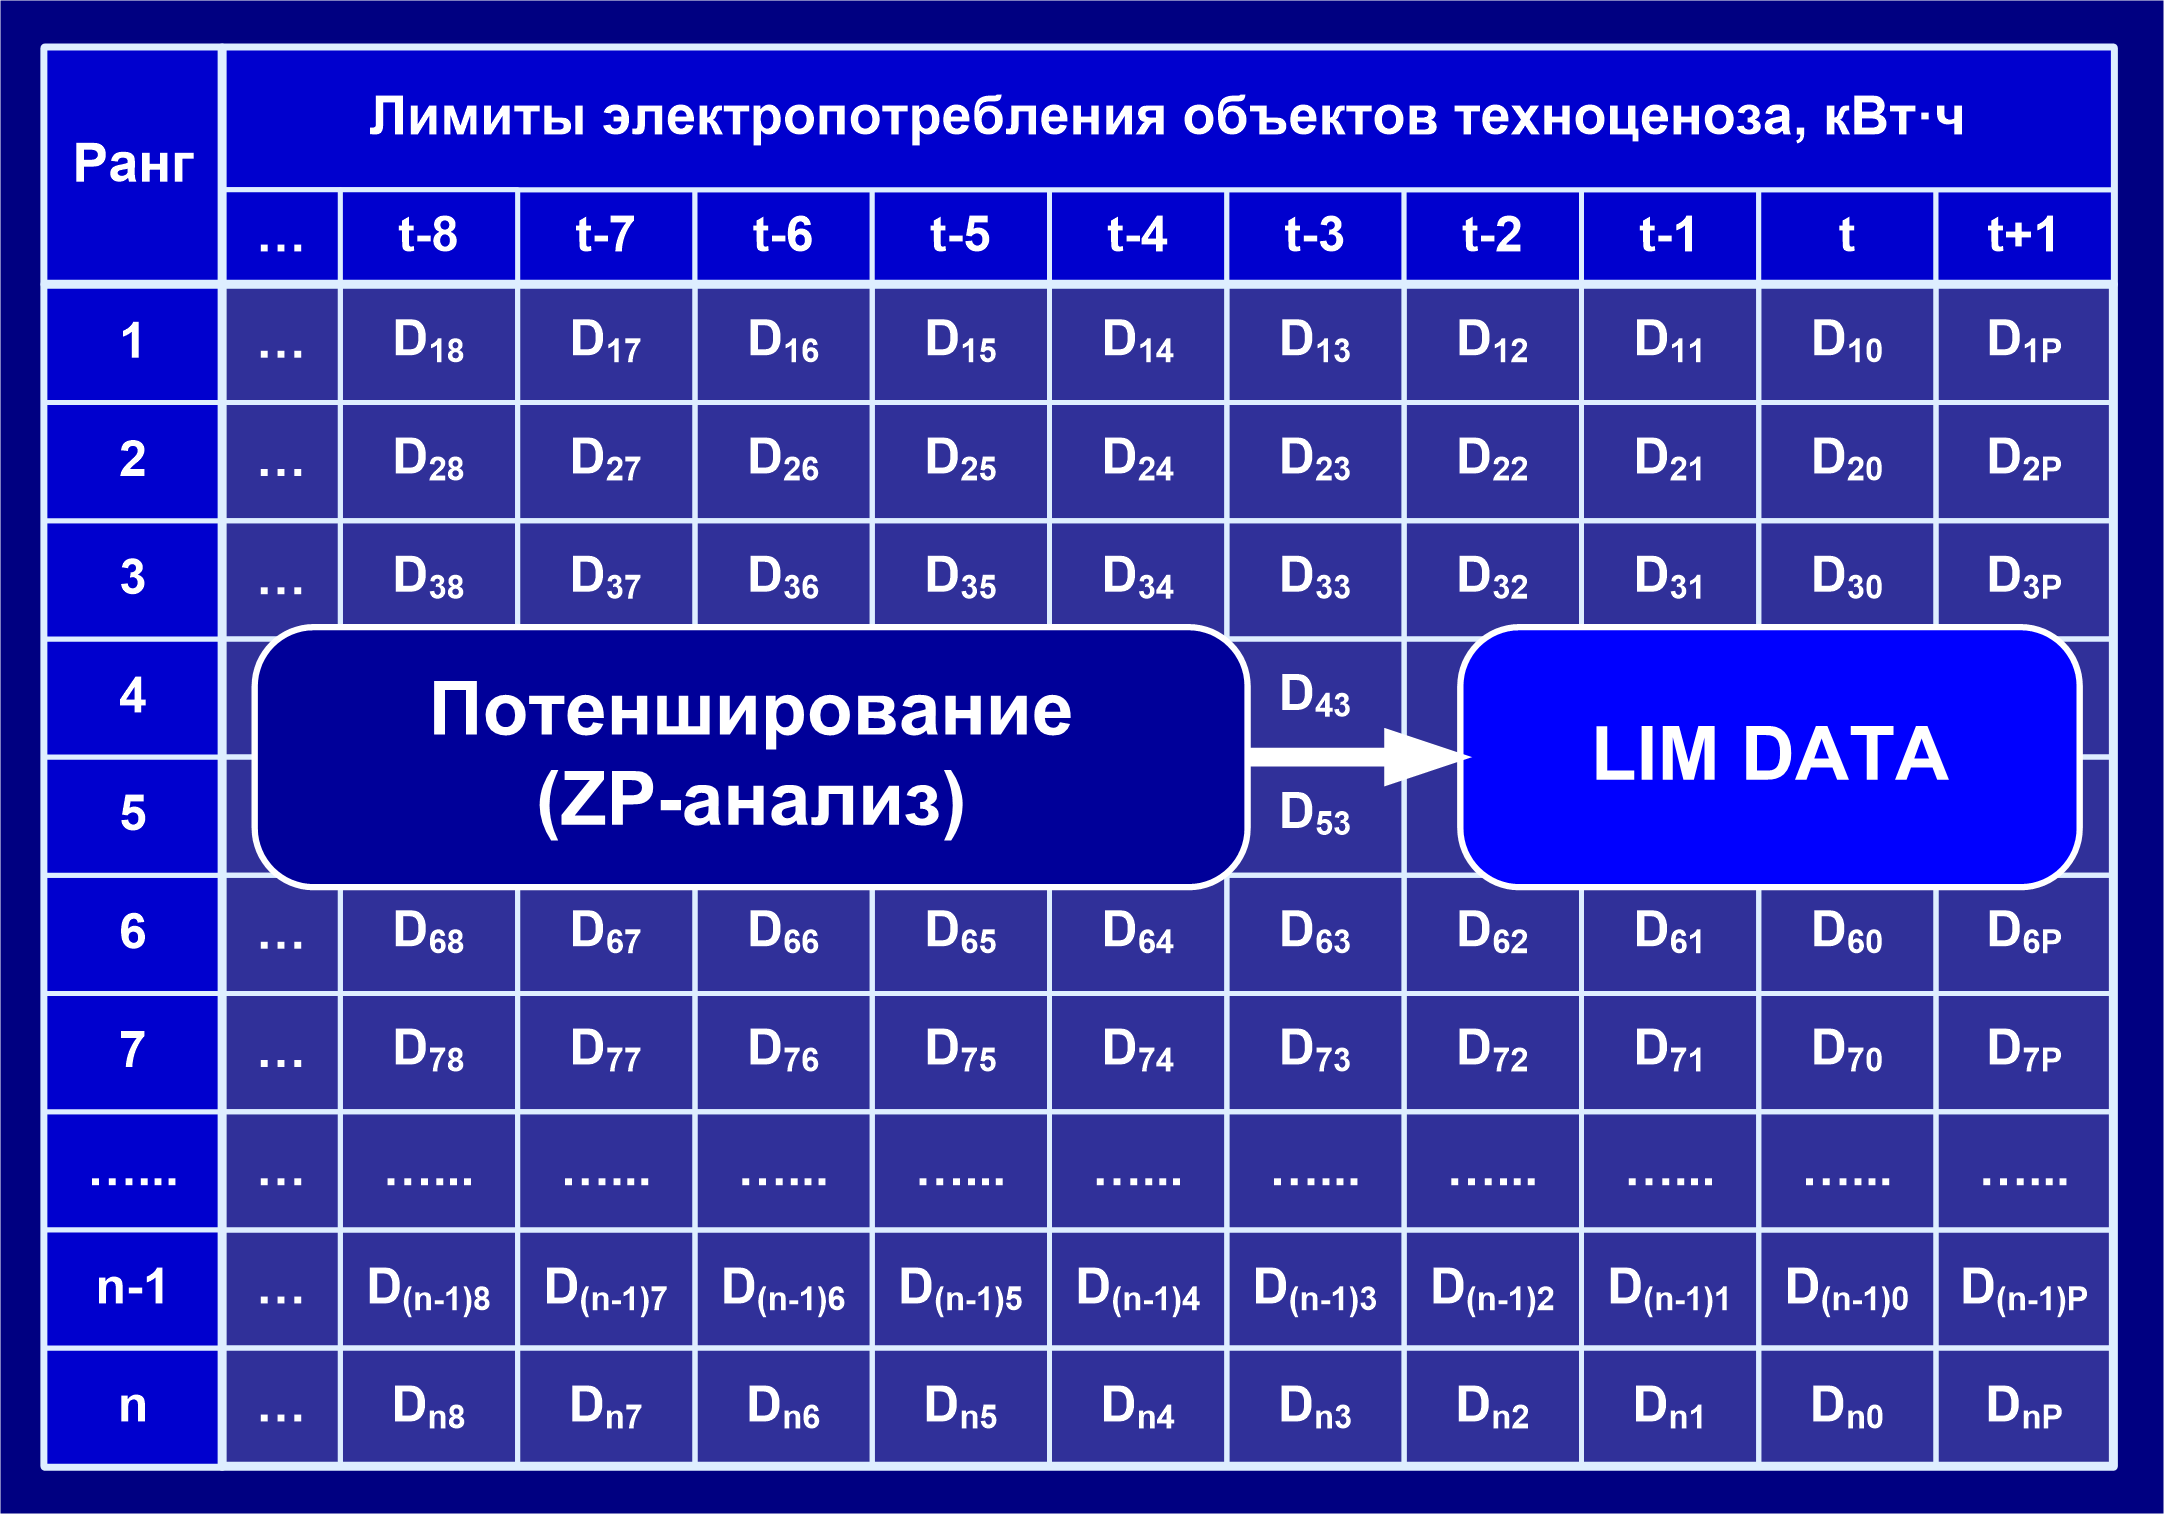 Ранг
Лимиты электропотребления объектов техноценоза, кВт·ч
… t-8 t-7 t-6 t-5 t-4 t-3 t-2 t-1 t t+1
1 … D18 D17 D16 D15 D14 D13 D12 D11 D10 D1P
2 … D28 D27 D26 D25 D24 D23 D22 D21 D20 D2P
3 … D38 D37 D36 D35 D34 D33 D32 D31 D30 D3P
4 D43
Потенширование
(ZP-анализ)
LIM DATA
5 D53
6 … D68 D67 D66 D65 D64 D63 D62 D61 D60 D6P
7 … D78 D77 D76 D75 D74 D73 D72 D71 D70 D7P
…... … …... …... …... …... …... …... …... …... …... …...
n-1 … D(n-1)8 D(n-1)7 D(n-1)6 D(n-1)5 D(n-1)4 D(n-1)3 D(n-1)2 D(n-1)1 D(n-1)0 D(n-1)P
n … Dn8 Dn7 Dn6 Dn5 Dn4 Dn3 Dn2 Dn1 Dn0 DnP